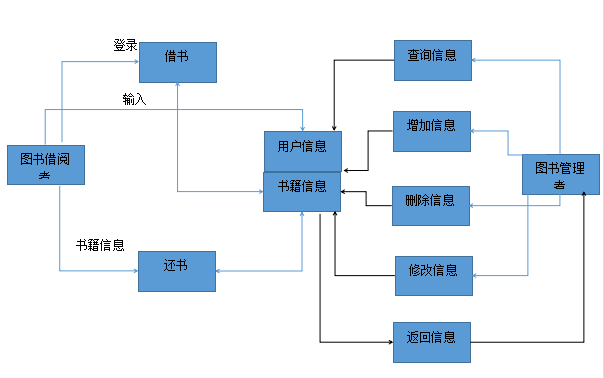 登录
借书
查询信息
输入
增加信息
用户信息
图书借阅
者
图书管理
者
书籍信息
删除信息
书籍信息
还书
修改信息
返回信息